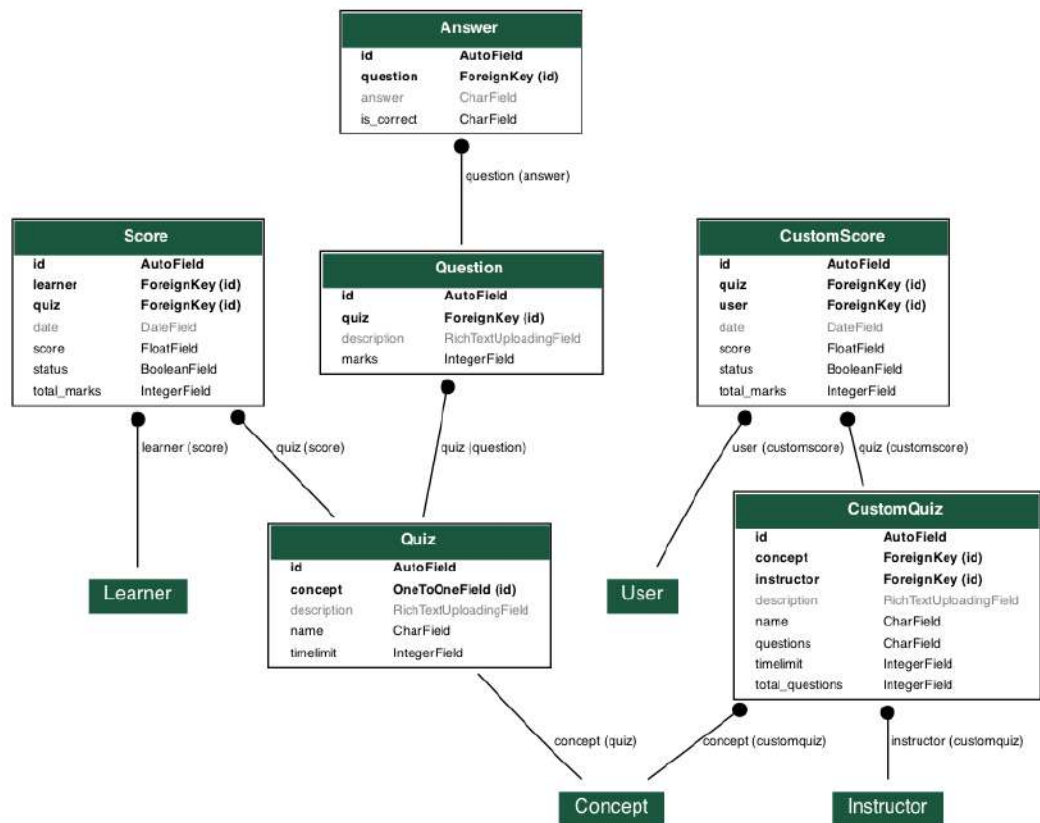 Answer
id AutoField
question ForeignKey (id)
answer CharField
is_correct CharField
question (answer)
Score
id AutoField
learner ForeignKey (id)
quiz ForeignKey (id)
date DateField
score FloatField
status BooleanField
total_marks IntegerField
Question
id AutoField
quiz ForeignKey (id)
description RichTextUploadingField
marks IntegerField
CustomScore
id AutoField
quiz ForeignKey (id)
user ForeignKey (id)
date DateField
score FloatField
status BooleanField
total_marks IntegerField
learner (score)
quiz (score)
quiz (question)
user (customscore)
quiz (customscore)
Learner
Quiz
id AutoField
concept OneToOneField (id)
description RichTextUploadingField
name CharField
timelimit IntegerField
User
CustomQuiz
id AutoField
concept ForeignKey (id)
instructor ForeignKey (id)
description RichTextUploadingField
name CharField
questions CharField
timelimit IntegerField
total_questions IntegerField
concept (quiz)
concept (customquiz)
instructor (customquiz)
Concept
Instructor